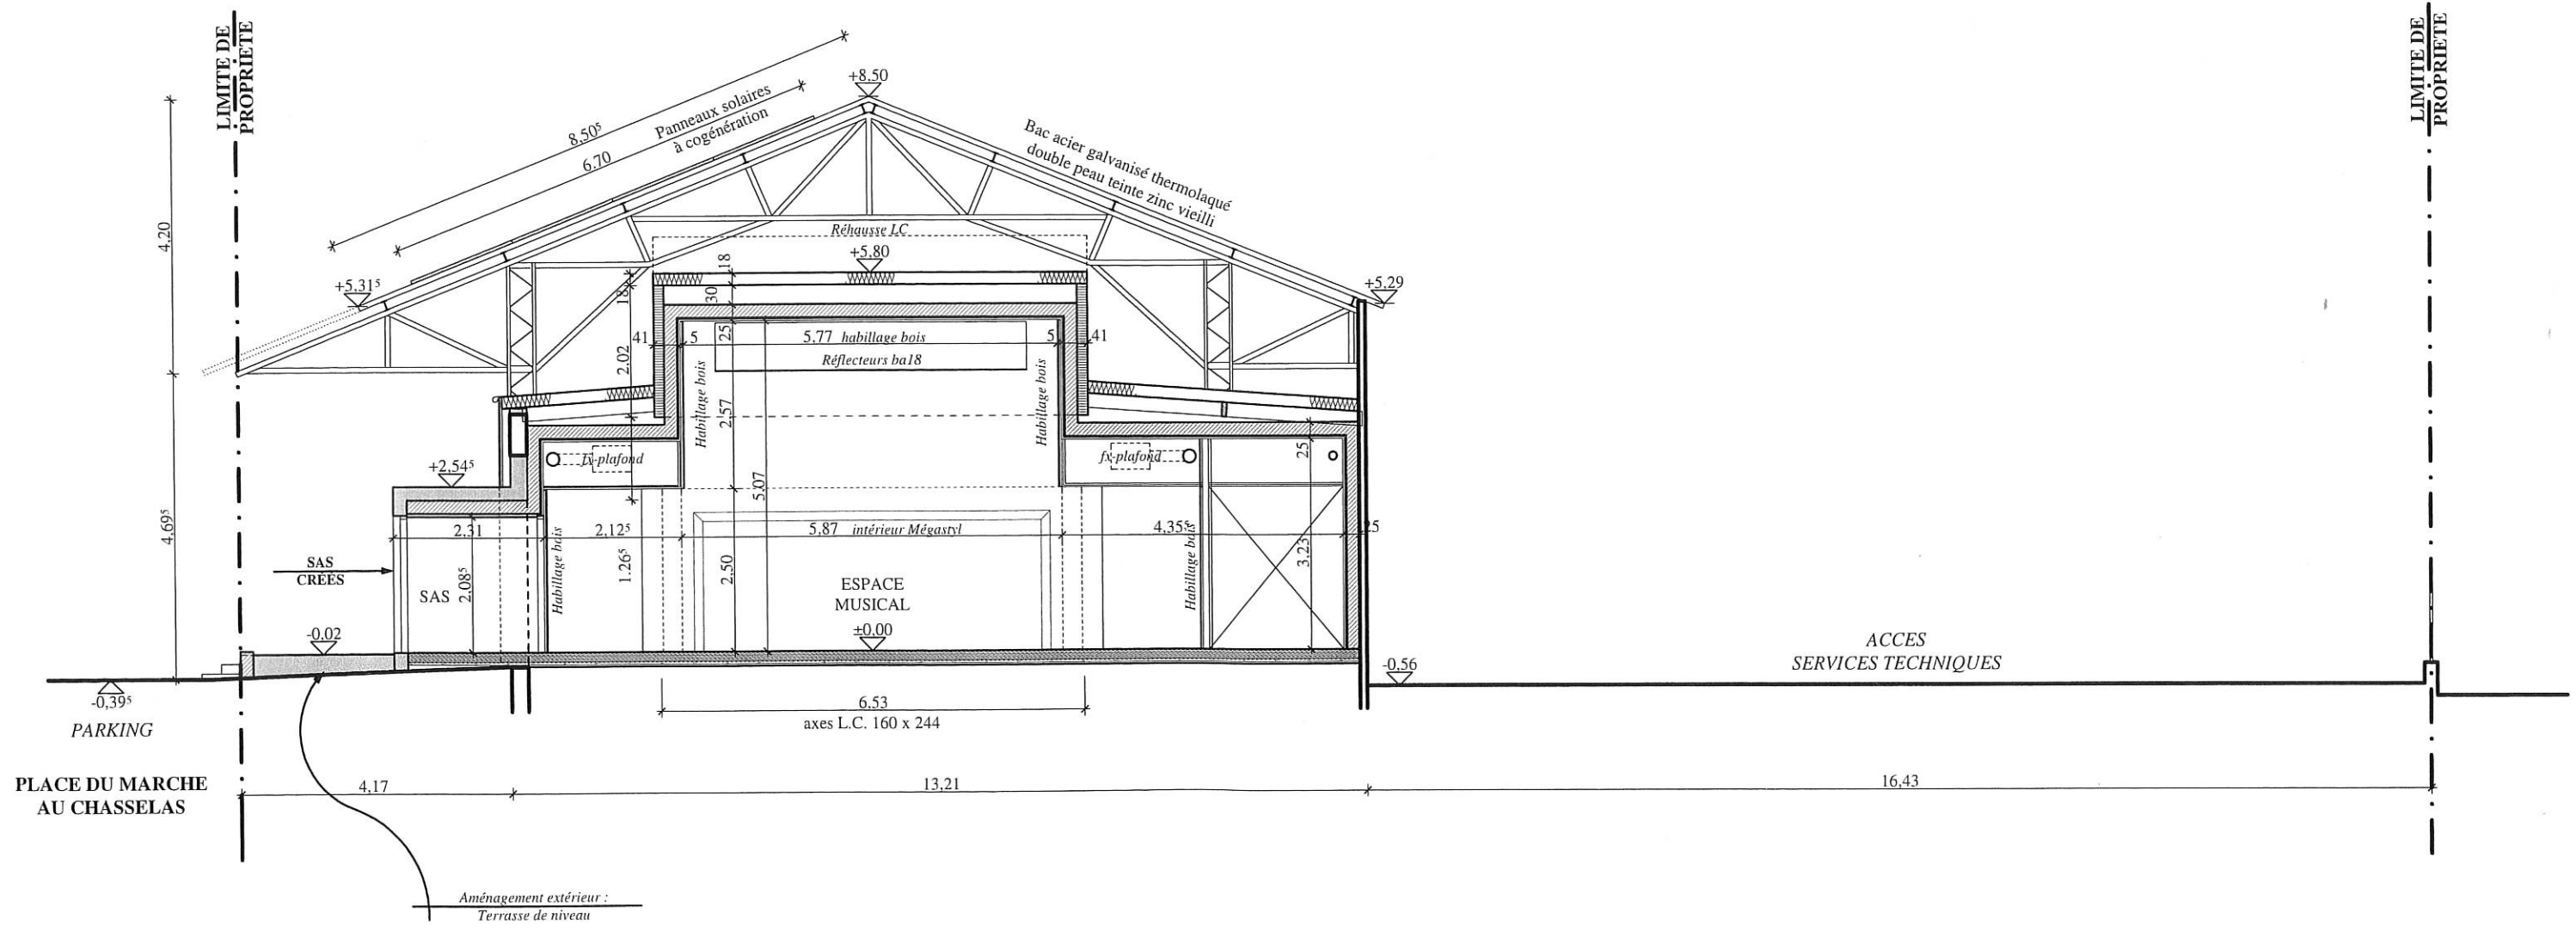 LIMITE DE
PROPRIETE
LIMITE DE
PROPRIETE
+8,50
8,50⁵
6.70
Panneaux solaires
à cogénération
Bac acier galvanisé thermolaqué
double peau teinte zinc vieilli
4,20
Réhausse LC
+5,80
18
18
30
+5.31⁵
+5,29
41
5
25
5,77 habillage bois
5
41
Réflecteurs ba18
2.02
Habillage bois
Habillage bois
2.57
fx-plafond
fx-plafond
25
+2,54⁵
5.07
4.69⁵
2,31
2,12⁵
5.87 intérieur Mégastyl
4,35⁵
25
SAS
CRÉÉS
SAS
2,08⁵
Habillage bois
1.26⁵
2.50
ESPACE
MUSICAL
Habillage bois
3.23
-0,02
±0,00
ACCES
SERVICES TECHNIQUES
-0,56
-0,39⁵
PARKING
6,53
axes L.C. 160 x 244
PLACE DU MARCHE
AU CHASSELAS
4,17
13,21
16,43
Aménagement extérieur :
Terrasse de niveau